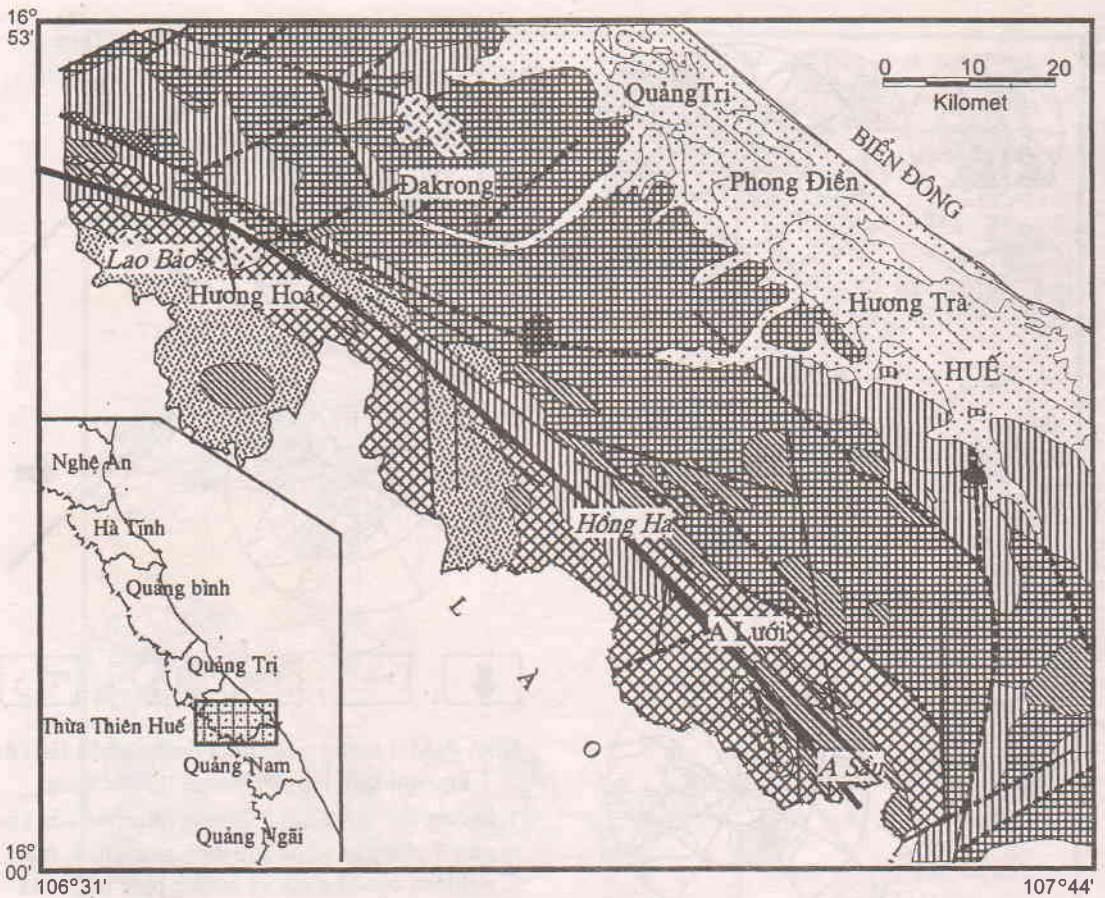 16°
53'
0 10 20
Kilomet
QuảngTrị
BIỂN ĐÔNG
Đakrong
Phong Điền
Lao Bảo
Hương Hoá
Hương Trà
HUẾ
Nghệ An
Hà Tĩnh
Hồng Hạ
Quảng bình
L
A
O
A Lưới
Quảng Trị
Thừa Thiên Huế
Quảng Nam
A Sầu
Quảng Ngãi
16°
00'
106°31'
107°44'